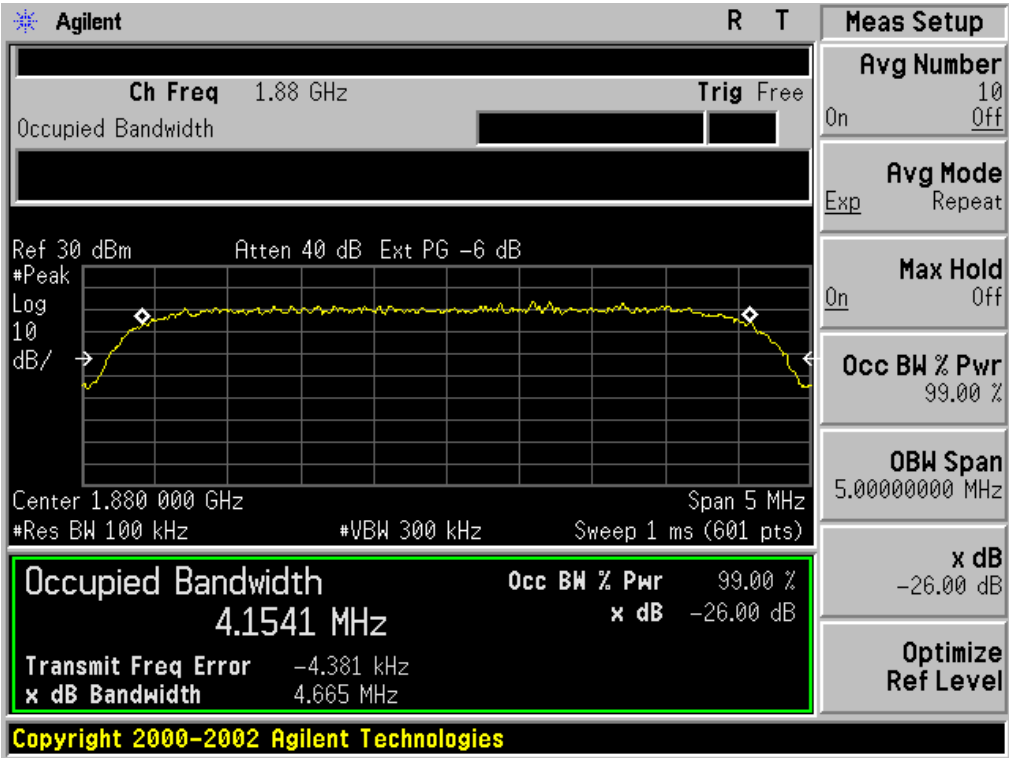 Agilent R T
Ch Freq 1.88 GHz Trig Free
Occupied Bandwidth
Ref 30 dBm Atten 40 dB Ext PG -6 dB
#Peak
Log
10
dB/
Center 1.880 000 GHz Span 5 MHz
#Res BW 100 kHz #VBW 300 kHz Sweep 1 ms (601 pts)
Occupied Bandwidth Occ BW % Pwr 99.00 %
4.1541 MHz x dB -26.00 dB
Transmit Freq Error -4.381 kHz
x dB Bandwidth 4.665 MHz
Copyright 2000-2002 Agilent Technologies
Meas Setup
Avg Number
10
On Off
Avg Mode
Exp Repeat
Max Hold
On Off
Occ BW % Pwr
99.00 %
OBW Span
5.00000000 MHz
x dB
-26.00 dB
Optimize
Ref Level